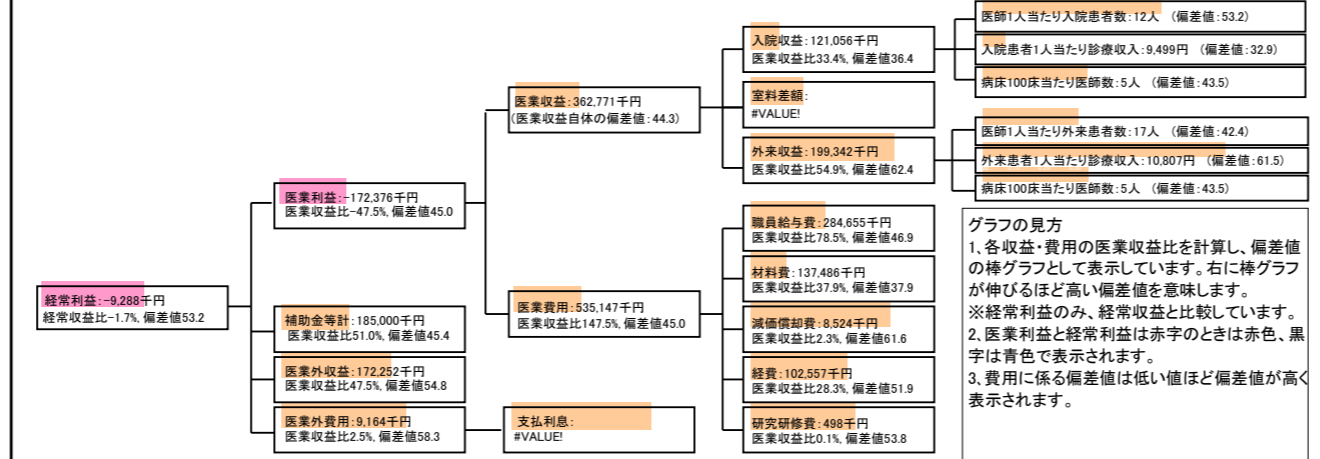 経常利益:-9,288千円
経常収益比-1.7%, 偏差値53.2
医業利益:-172,376千円
医業収益比-47.5%, 偏差値45.0
補助金等計:185,000千円
医業収益比51.0%, 偏差値45.4
医業外収益:172,252千円
医業収益比47.5%, 偏差値54.8
医業外費用:9,164千円
医業収益比2.5%, 偏差値58.3
医業収益:362,771千円
(医業収益自体の偏差値:44.3)
医業費用:535,147千円
医業収益比147.5%, 偏差値45.0
支払利息:
#VALUE!
入院収益:121,056千円
医業収益比33.4%, 偏差値36.4
室料差額:
#VALUE!
外来収益:199,342千円
医業収益比54.9%, 偏差値62.4
職員給与費:284,655千円
医業収益比78.5%, 偏差値46.9
材料費:137,486千円
医業収益比37.9%, 偏差値37.9
減価償却費:8,524千円
医業収益比2.3%, 偏差値61.6
経費:102,557千円
医業収益比28.3%, 偏差値51.9
研究研修費:498千円
医業収益比0.1%, 偏差値53.8
医師1人当たり入院患者数:12人 (偏差値:53.2)
入院患者1人当たり診療収入:9,499円 (偏差値:32.9)
病床100床当たり医師数:5人 (偏差値:43.5)
医師1人当たり外来患者数:17人 (偏差値:42.4)
外来患者1人当たり診療収入:10,807円 (偏差値:61.5)
病床100床当たり医師数:5人 (偏差値:43.5)
グラフの見方
1、各収益・費用の医業収益比を計算し、偏差値
の棒グラフとして表示しています。右に棒グラフ
が伸びるほど高い偏差値を意味します。
※経常利益のみ、経常収益と比較しています。
2、医業利益と経常利益は赤字のときは赤色、黒
字は青色で表示されます。
3、費用に係る偏差値は低い値ほど偏差値が高く
表示されます。